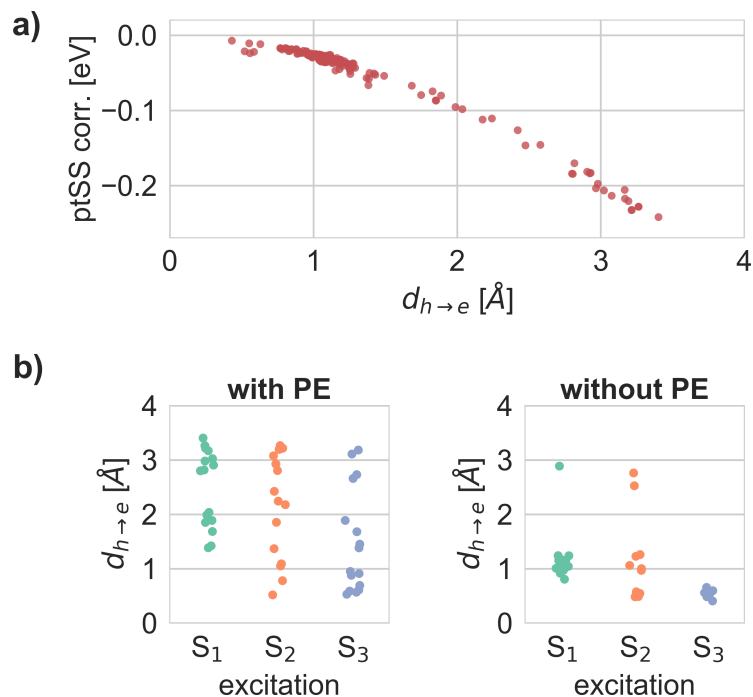 a)
ptSS corr. [eV]
0.0
−0.1
−0.2
0 1 2 3 4
d_{h→e} [Å]
b)
with PE
d_{h→e} [Å]
4
3
2
1
0
S₁ S₂ S₃
excitation
without PE
d_{h→e} [Å]
4
3
2
1
0
S₁ S₂ S₃
excitation